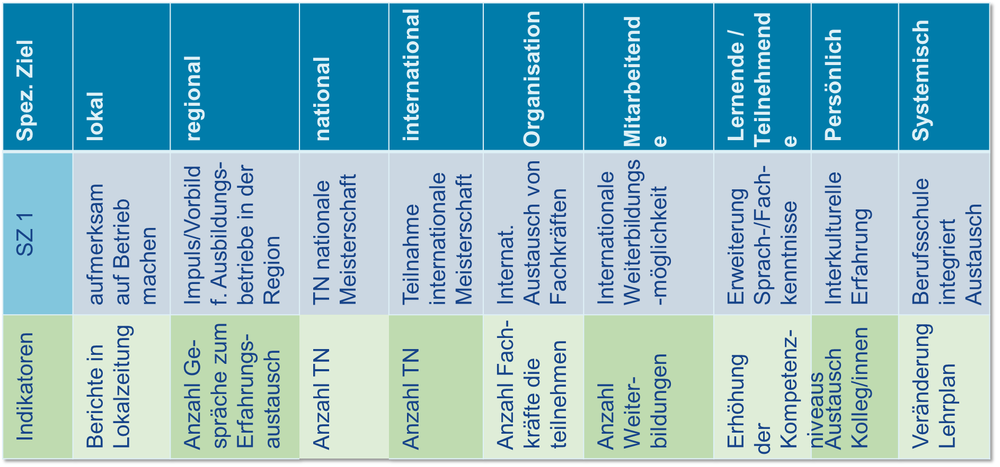 Spez. Ziel
SZ 1
Indikatoren
lokal
aufmerksam
auf Betrieb
machen
Berichte in
Lokalzeitung
regional
Impuls/Vorbild
f. Ausbildungs-
betriebe in der
Region
Anzahl Ge-
spräche zum
Erfahrungs-
austausch
national
TN nationale
Meisterschaft
Anzahl TN
international
Teilnahme
internationale
Meisterschaft
Anzahl TN
Organisation
Internat.
Austausch von
Fachkräften
Anzahl Fach-
kräfte die
teilnehmen
Mitarbeitend
e
Internationale
Weiterbildungs
-möglichkeit
Anzahl
Weiter-
bildungen
Lernende /
Teilnehmend
e
Erweiterung
Sprach-/Fach-
kenntnisse
Erhöhung
der
Kompetenz-
niveaus
Persönlich
Interkulturelle
Erfahrung
Austausch
Kolleg/innen
Systemisch
Berufsschule
integriert
Austausch
Veränderung
Lehrplan